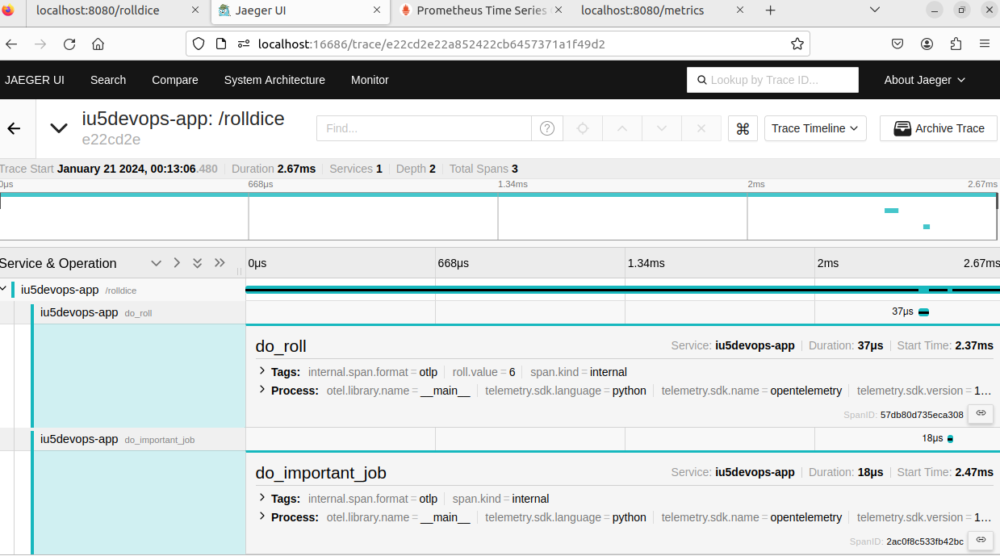 localhost:8080/rolldice Jaeger UI Prometheus Time Series localhost:8080/metrics
localhost:16686/trace/e22cd2e22a852422cb6457371a1f49d2
JAEGER UI Search Compare System Architecture Monitor Lookup by Trace ID... About Jaeger
iu5devops-app: /rolldice
e22cd2e
Find... Trace Timeline Archive Trace
Trace Start January 21 2024, 00:13:06.480 Duration 2.67ms Services 1 Depth 2 Total Spans 3
0μs 668μs 1.34ms 2ms 2.67ms
Service & Operation 0μs 668μs 1.34ms 2ms 2.67ms
iu5devops-app /rolldice
iu5devops-app do_roll 37μs
do_roll Service: iu5devops-app Duration: 37μs Start Time: 2.37ms
Tags: internal.span.format = otlp roll.value = 6 span.kind = internal
Process: otel.library.name = __main__ telemetry.sdk.language = python telemetry.sdk.name = opentelemetry telemetry.sdk.version = 1...
SpanID: 57db80d735eca308
iu5devops-app do_important_job 18μs
do_important_job Service: iu5devops-app Duration: 18μs Start Time: 2.47ms
Tags: internal.span.format = otlp span.kind = internal
Process: otel.library.name = __main__ telemetry.sdk.language = python telemetry.sdk.name = opentelemetry telemetry.sdk.version = 1...
SpanID: 2ac0f8c533fb42bc